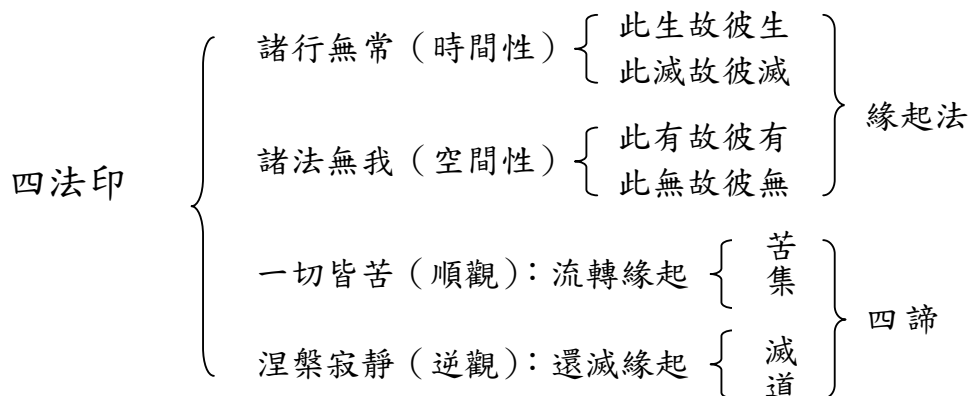 四法印
諸行無常（時間性）
此生故彼生
此滅故彼滅
諸法無我（空間性）
此有故彼有
此無故彼無
緣起法
一切皆苦（順觀）：流轉緣起
苦
集
涅槃寂靜（逆觀）：還滅緣起
滅
道
四諦